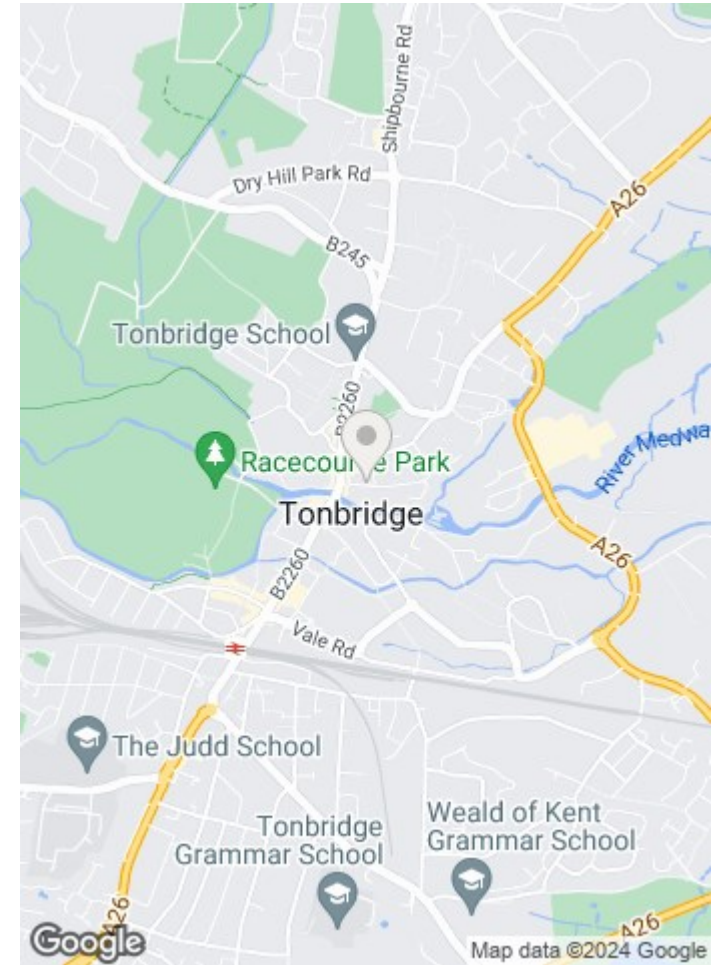 Shipbourne Rd
Dry Hill Park Rd
A26
B245
Tonbridge School
B2260
Racecourse Park
River Medwa
Tonbridge
A26
B2260
Vale Rd
The Judd School
Weald of Kent
Grammar School
Tonbridge
Grammar School
A26
A26
Google
Map data ©2024 Google